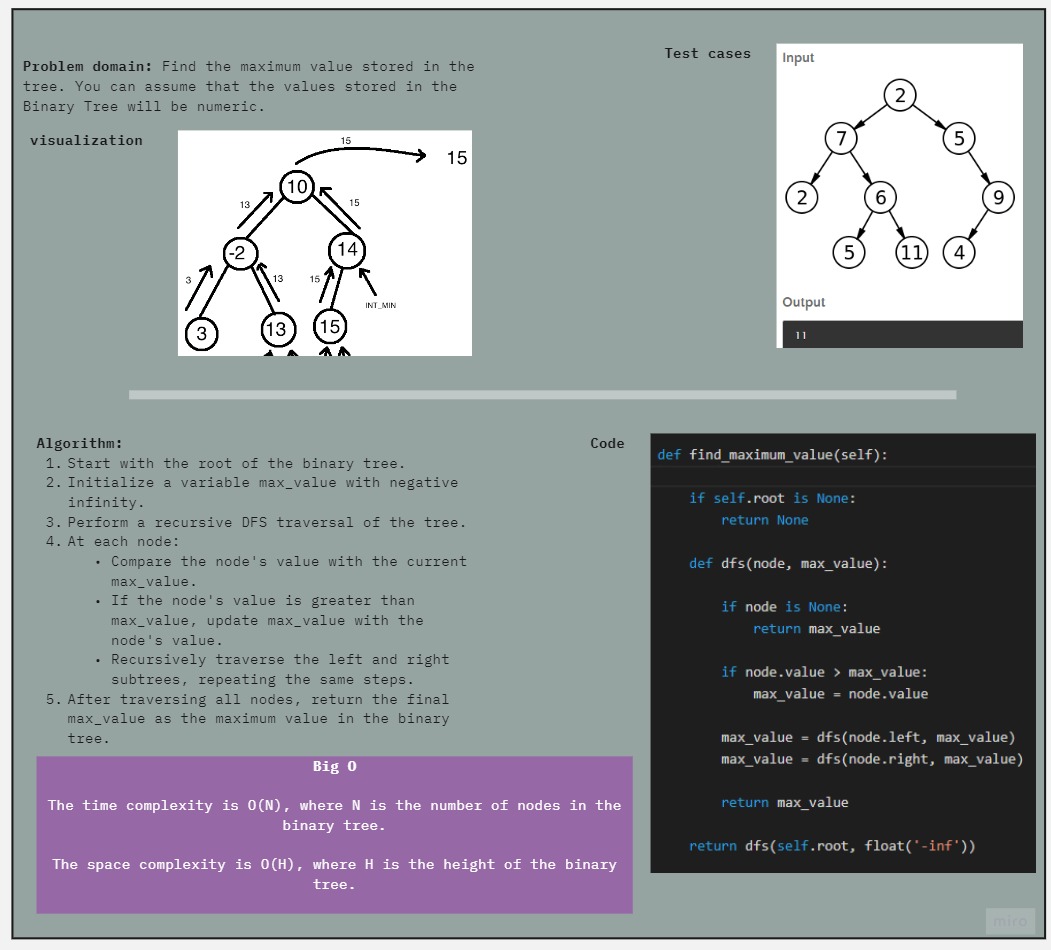 Problem domain: Find the maximum value stored in the
tree. You can assume that the values stored in the
Binary Tree will be numeric.
visualization
15
15
10
13
15
-2
14
3
13
15
INT_MIN
3
13
15
Test cases
Input
2
7
5
2
6
9
5
11
4
Output
11
Algorithm:
1. Start with the root of the binary tree.
2. Initialize a variable max_value with negative
infinity.
3. Perform a recursive DFS traversal of the tree.
4. At each node:
• Compare the node's value with the current
max_value.
• If the node's value is greater than
max_value, update max_value with the
node's value.
• Recursively traverse the left and right
subtrees, repeating the same steps.
5. After traversing all nodes, return the final
max_value as the maximum value in the binary
tree.
Big O
The time complexity is O(N), where N is the number of nodes in the
binary tree.
The space complexity is O(H), where H is the height of the binary
tree.
Code
def find_maximum_value(self):
if self.root is None:
return None
def dfs(node, max_value):
if node is None:
return max_value
if node.value > max_value:
max_value = node.value
max_value = dfs(node.left, max_value)
max_value = dfs(node.right, max_value)
return max_value
return dfs(self.root, float('-inf'))
miro